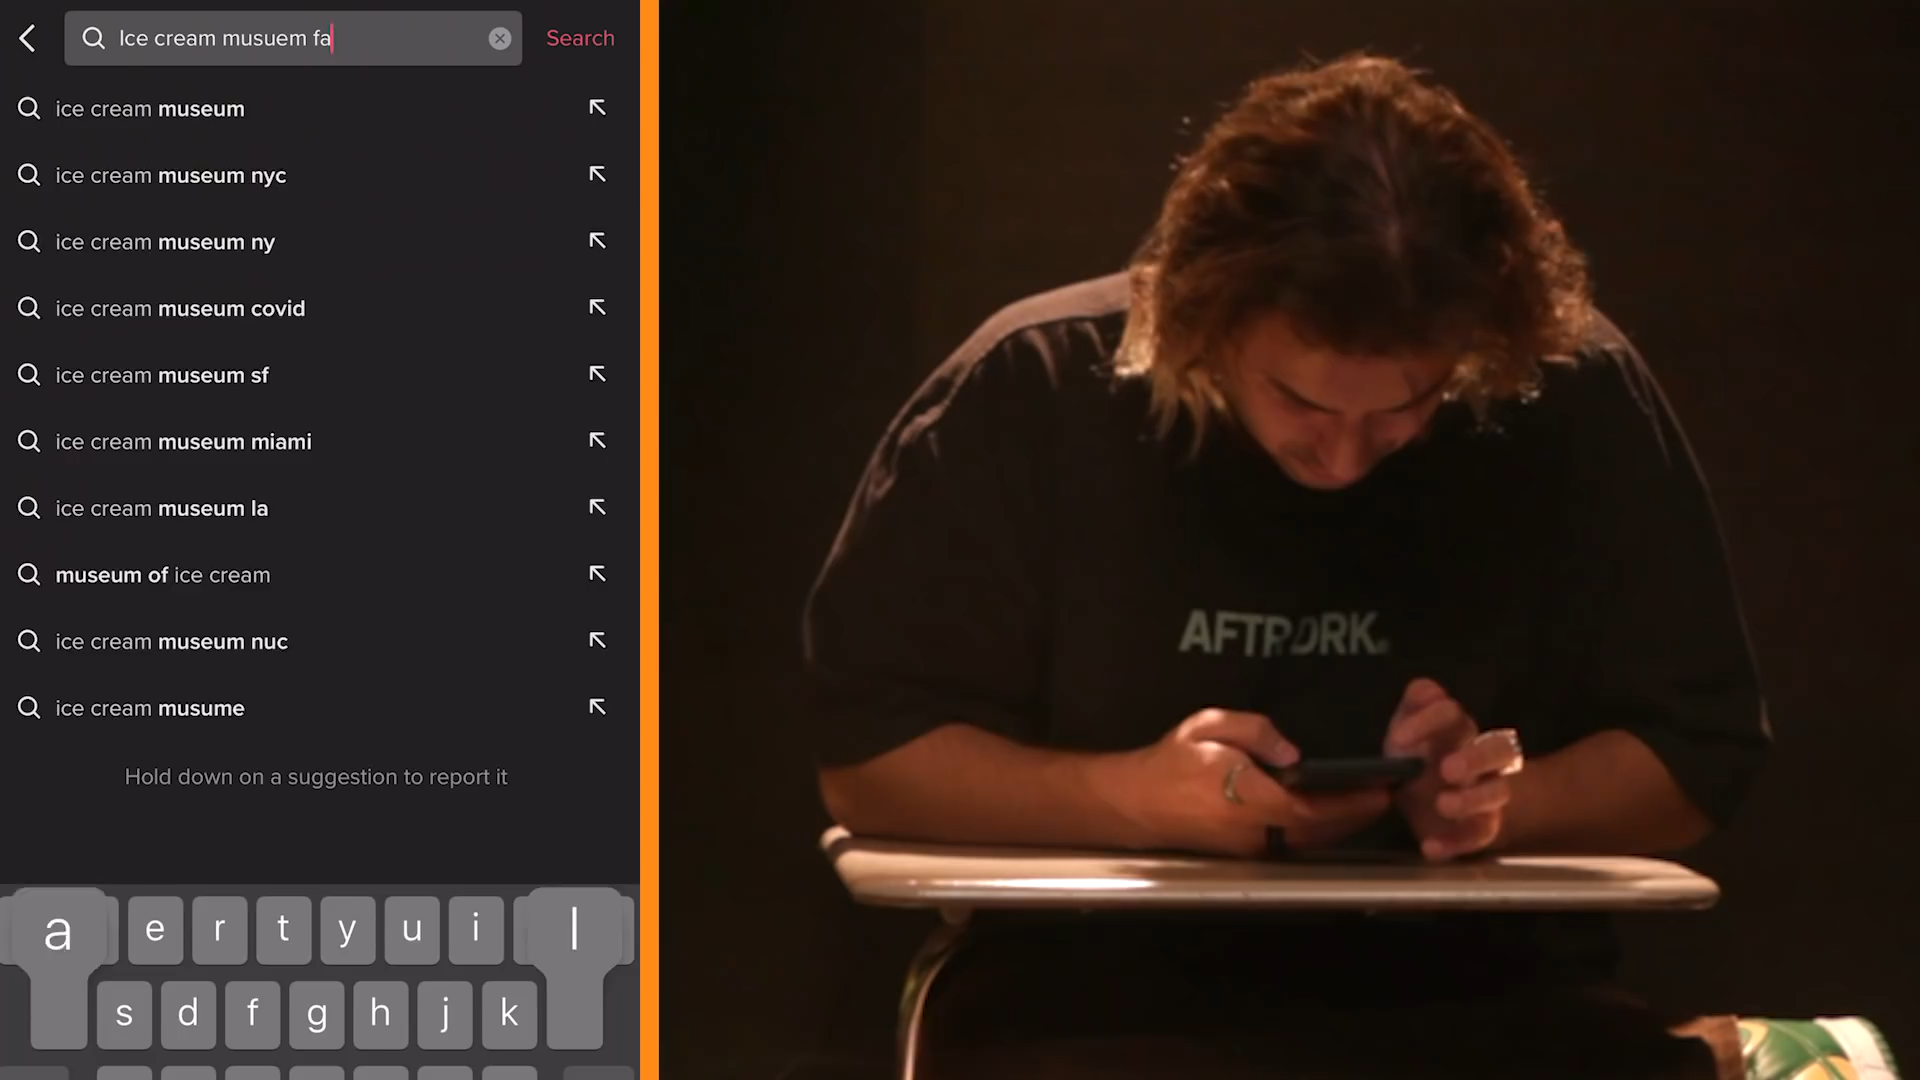 Ice cream musuem fa
Search
ice cream museum
ice cream museum nyc
ice cream museum ny
ice cream museum covid
ice cream museum sf
ice cream museum miami
ice cream museum la
museum of ice cream
ice cream museum nuc
ice cream musume
Hold down on a suggestion to report it
a e r t y u i l
s d f g h j k
AFTRDRK.